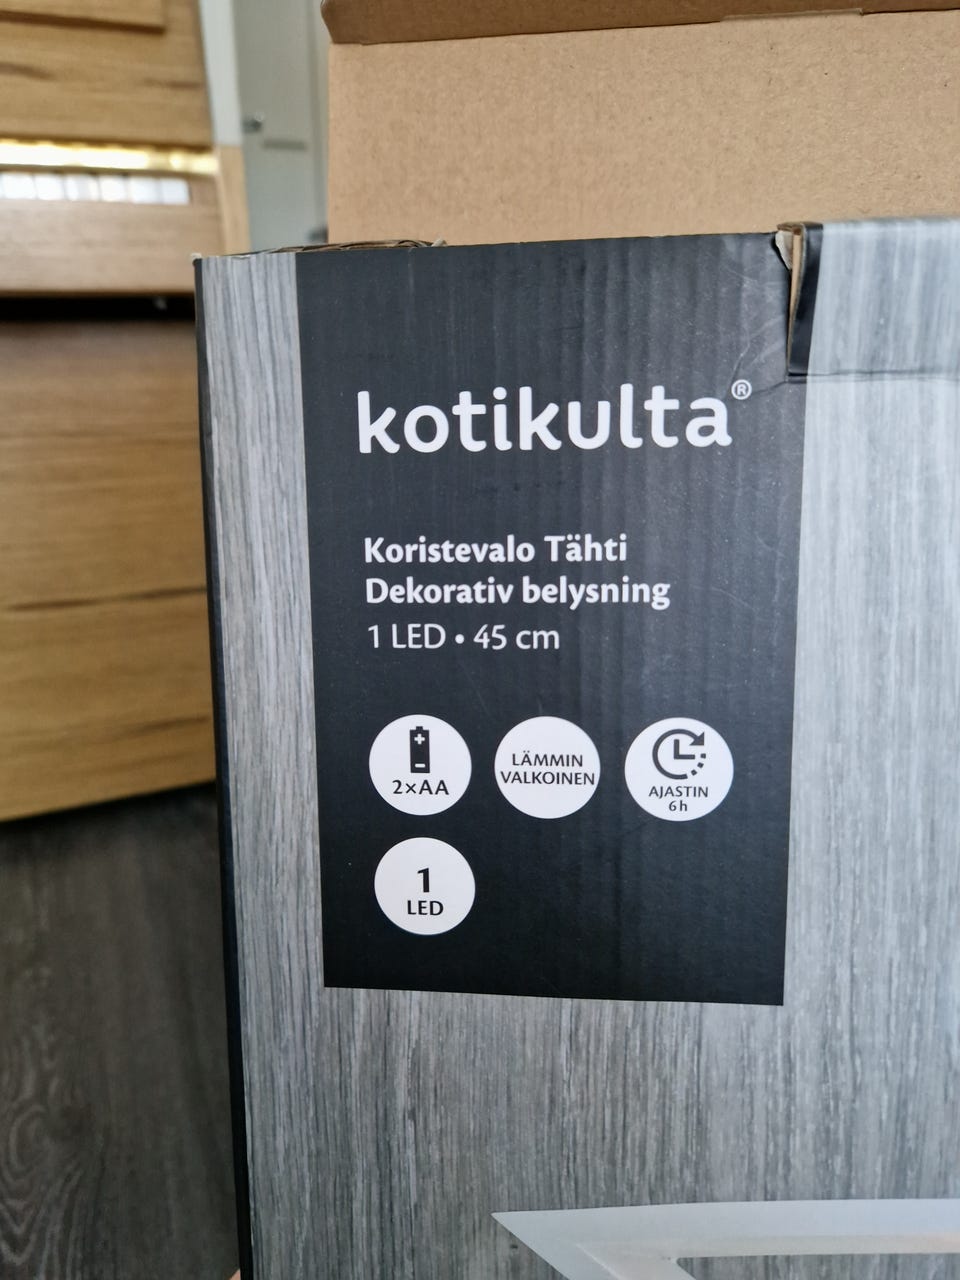 kotikulta®
Koristevalo Tähti
Dekorativ belysning
1 LED • 45 cm
2×AA
LÄMMIN
VALKOINEN
AJASTIN
6h
1
LED